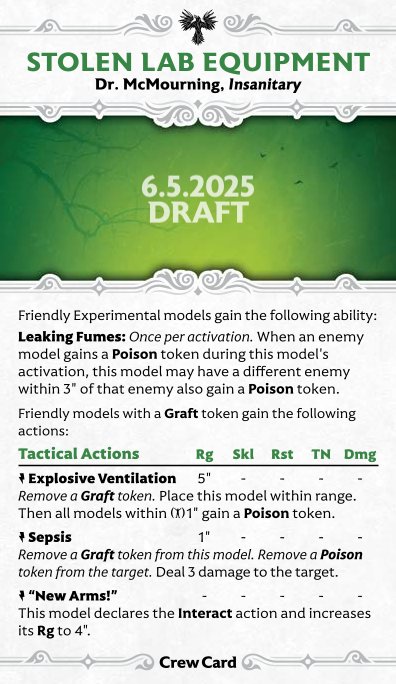 STOLEN LAB EQUIPMENT
Dr. McMourning, Insanitary
6.5.2025
DRAFT
Friendly Experimental models gain the following ability:
Leaking Fumes: Once per activation. When an enemy
model gains a Poison token during this model's
activation, this model may have a different enemy
within 3" of that enemy also gain a Poison token.
Friendly models with a Graft token gain the following
actions:
Tactical Actions Rg Skl Rst TN Dmg
Explosive Ventilation 5" - - - -
Remove a Graft token. Place this model within range.
Then all models within 1" gain a Poison token.
Sepsis 1" - - - -
Remove a Graft token from this model. Remove a Poison
token from the target. Deal 3 damage to the target.
“New Arms!” - - - - -
This model declares the Interact action and increases
its Rg to 4".
Crew Card